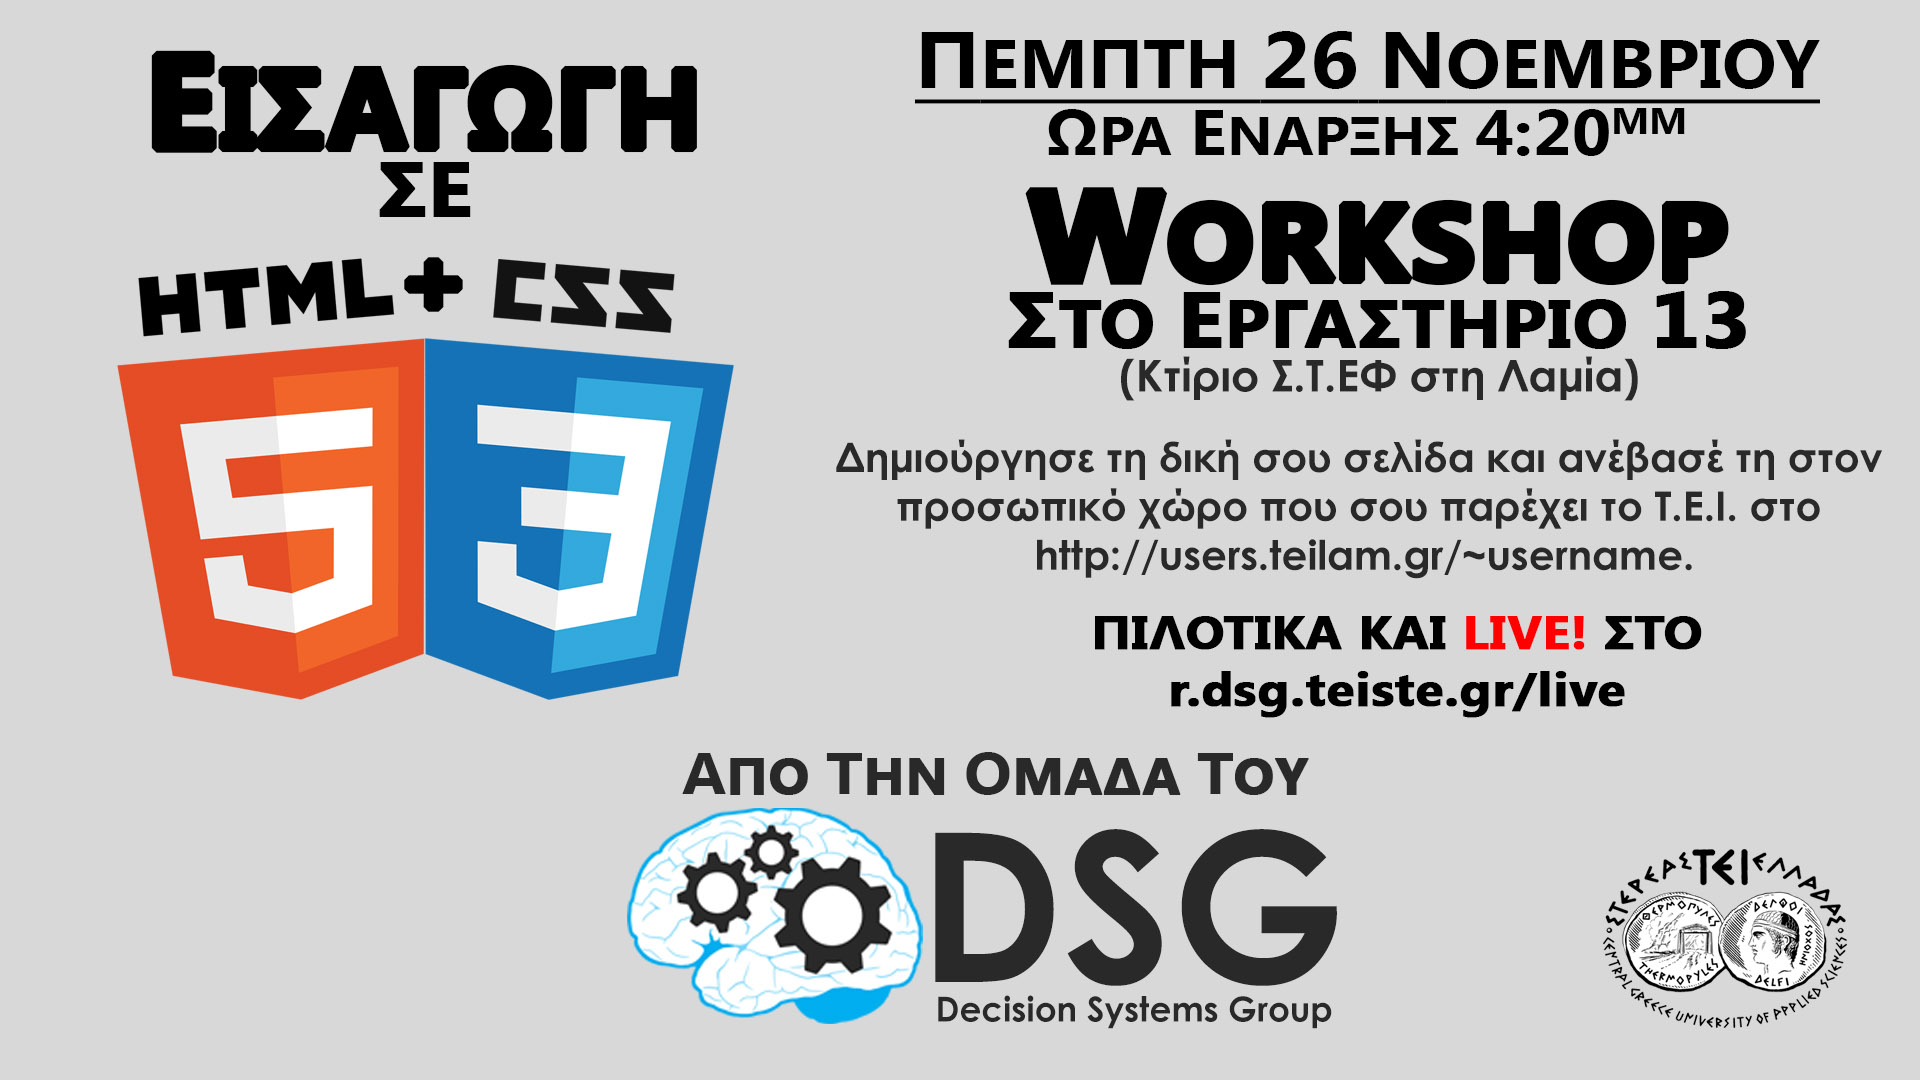 ΕΙΣΑΓΩΓΗ
ΣΕ
HTML + CSS
5 3
ΠΕΜΠΤΗ 26 ΝΟΕΜΒΡΙΟΥ
ΩΡΑ ΕΝΑΡΞΗΣ 4:20ΜΜ
WORKSHOP
ΣΤΟ ΕΡΓΑΣΤΗΡΙΟ 13
(Κτίριο Σ.Τ.ΕΦ στη Λαμία)
Δημιούργησε τη δική σου σελίδα και ανέβασέ τη στον
προσωπικό χώρο που σου παρέχει το Τ.Ε.Ι. στο
http://users.teilam.gr/~username.
ΠΙΛΟΤΙΚΑ ΚΑΙ LIVE! ΣΤΟ
r.dsg.teiste.gr/live
ΑΠΟ ΤΗΝ ΟΜΑΔΑ ΤΟΥ
DSG
Decision Systems Group
ΣΤΕΡΕΑΣ ΤΕΙ ΕΛΛΑΔΑΣ
ΘΕΡΜΟΠΥΛΕΣ
THERMOPYLES
ΔΕΛΦΟΙ
ΗΝΙΟΧΟΣ
DELFI
CENTRAL GREECE UNIVERSITY OF APPLIED SCIENCES